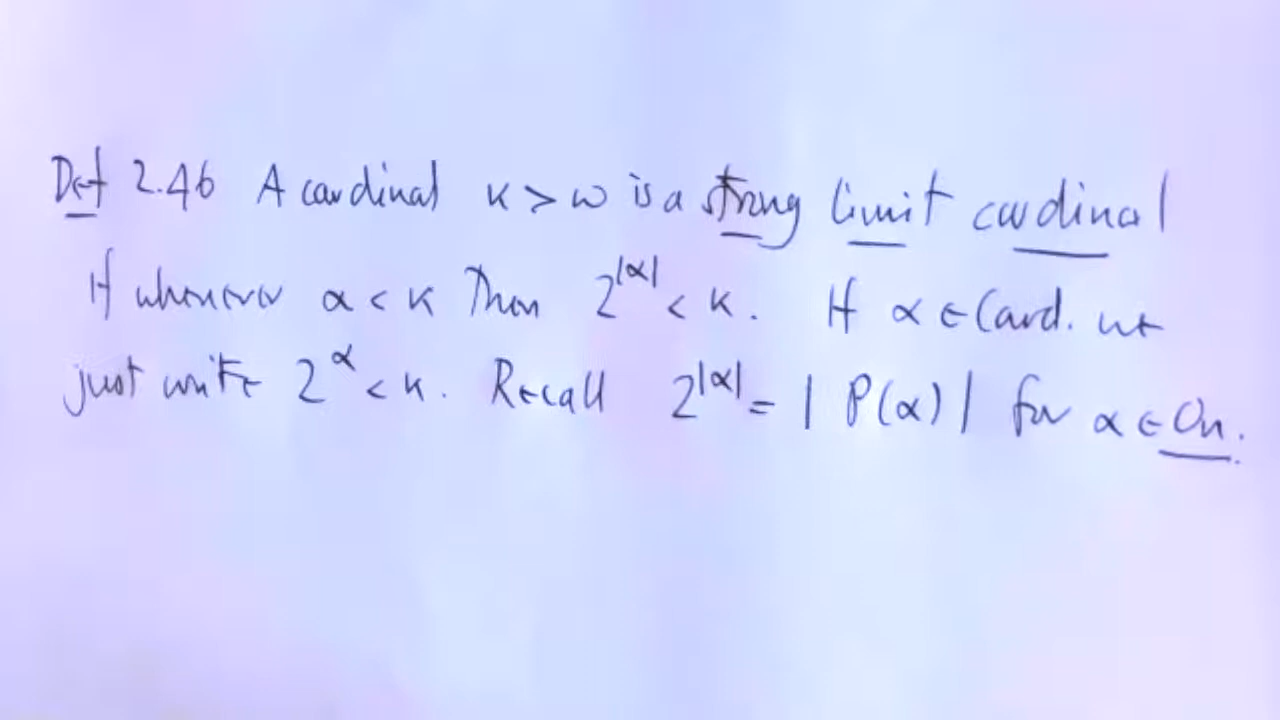 Def 2.46 A cardinal κ > ω is a strong limit cardinal
If whenever α < κ Then 2^|α| < κ. If α ∈ Card. we
just write 2^α < κ. Recall 2^|α| = | P(α) | for α ∈ On.